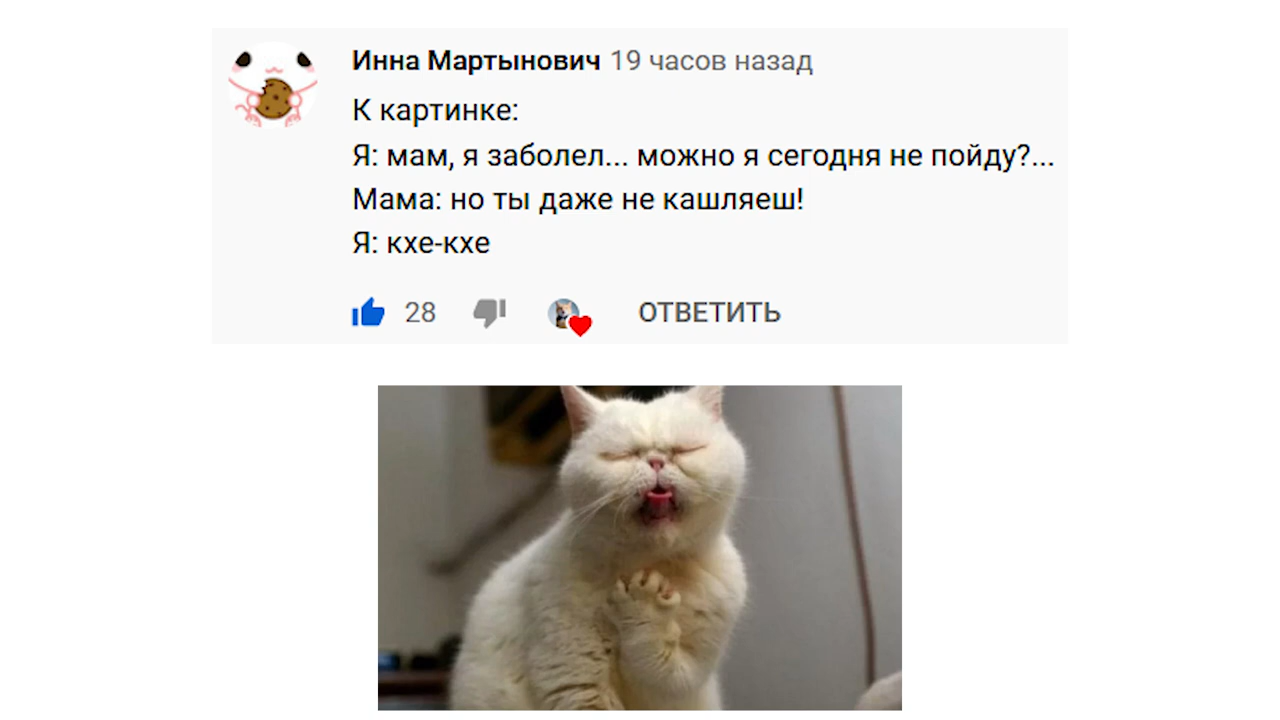 Инна Мартынович 19 часов назад
К картинке:
Я: мам, я заболел... можно я сегодня не пойду?...
Мама: но ты даже не кашляеш!
Я: кхе-кхе
28 ОТВЕТИТЬ